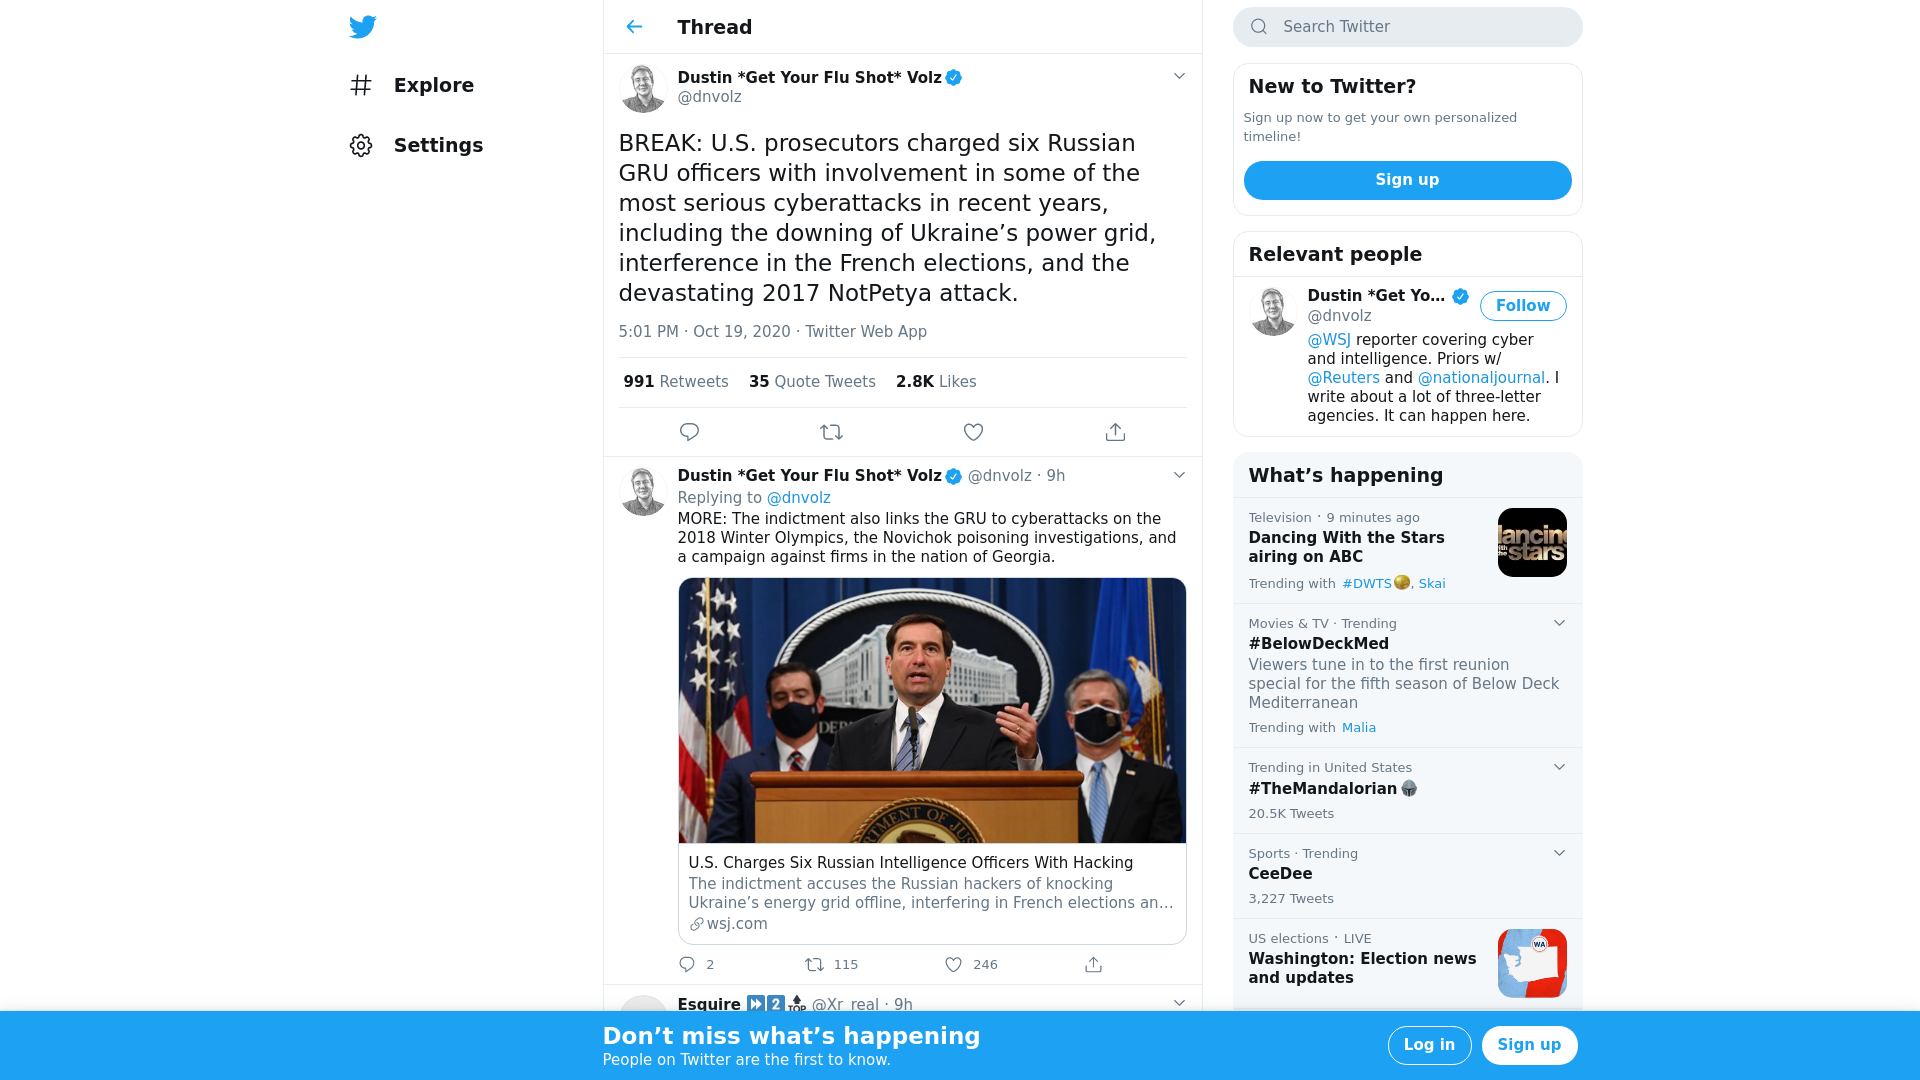 Explore
Settings
Thread
Dustin *Get Your Flu Shot* Volz
@dnvolz
BREAK: U.S. prosecutors charged six Russian
GRU officers with involvement in some of the
most serious cyberattacks in recent years,
including the downing of Ukraine’s power grid,
interference in the French elections, and the
devastating 2017 NotPetya attack.
5:01 PM · Oct 19, 2020 · Twitter Web App
991 Retweets 35 Quote Tweets 2.8K Likes
Dustin *Get Your Flu Shot* Volz @dnvolz · 9h
Replying to @dnvolz
MORE: The indictment also links the GRU to cyberattacks on the
2018 Winter Olympics, the Novichok poisoning investigations, and
a campaign against firms in the nation of Georgia.
DEP
TMENT OF JUS
U.S. Charges Six Russian Intelligence Officers With Hacking
The indictment accuses the Russian hackers of knocking
Ukraine’s energy grid offline, interfering in French elections an…
wsj.com
2 115 246
Esquire ⏩2️⃣🔝 @Xr_real · 9h
Search Twitter
New to Twitter?
Sign up now to get your own personalized
timeline!
Sign up
Relevant people
Dustin *Get Yo…
Follow
@dnvolz
@WSJ reporter covering cyber
and intelligence. Priors w/
@Reuters and @nationaljournal. I
write about a lot of three-letter
agencies. It can happen here.
What’s happening
Television · 9 minutes ago
Dancing With the Stars
airing on ABC
Trending with #DWTS, Skai
dancing
with the
stars
Movies & TV · Trending
#BelowDeckMed
Viewers tune in to the first reunion
special for the fifth season of Below Deck
Mediterranean
Trending with Malia
Trending in United States
#TheMandalorian
20.5K Tweets
Sports · Trending
CeeDee
3,227 Tweets
US elections · LIVE
Washington: Election news
and updates
WA
Don’t miss what’s happening
People on Twitter are the first to know.
Log in
Sign up